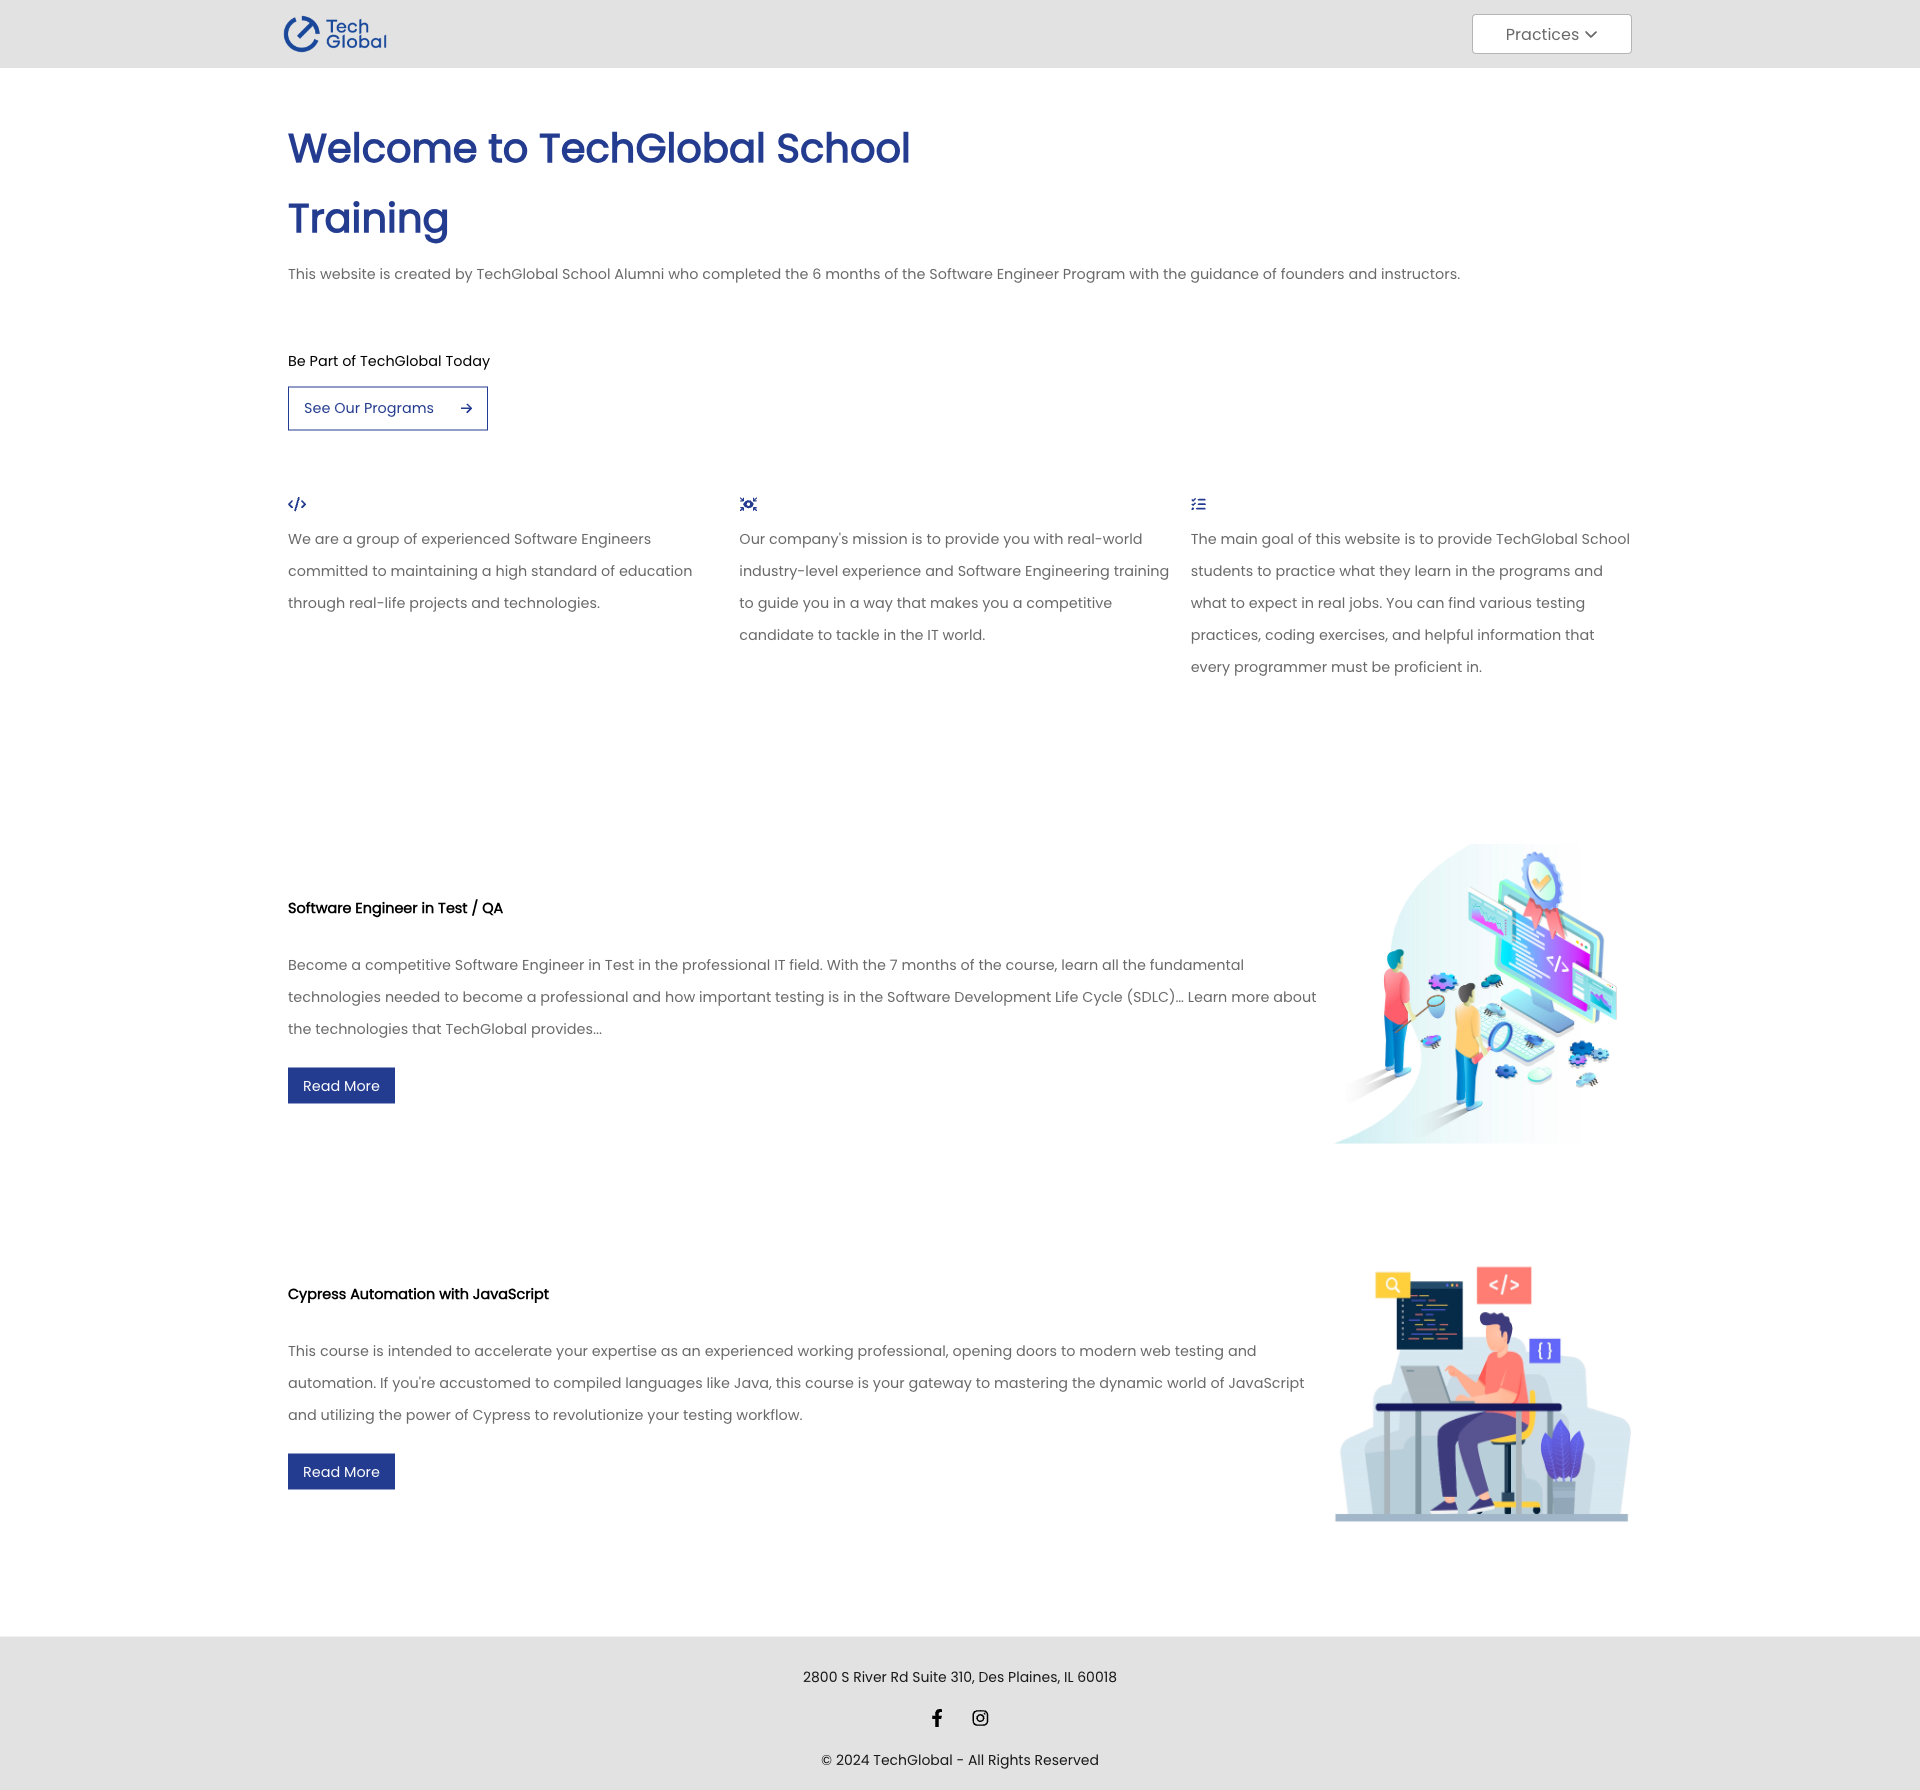 Tech
Global
Practices
Welcome to TechGlobal School
Training
This website is created by TechGlobal School Alumni who completed the 6 months of the Software Engineer Program with the guidance of founders and instructors.
Be Part of TechGlobal Today
See Our Programs
We are a group of experienced Software Engineers
committed to maintaining a high standard of education
through real-life projects and technologies.
Our company's mission is to provide you with real-world
industry-level experience and Software Engineering training
to guide you in a way that makes you a competitive
candidate to tackle in the IT world.
The main goal of this website is to provide TechGlobal School
students to practice what they learn in the programs and
what to expect in real jobs. You can find various testing
practices, coding exercises, and helpful information that
every programmer must be proficient in.
Software Engineer in Test / QA
Become a competitive Software Engineer in Test in the professional IT field. With the 7 months of the course, learn all the fundamental
technologies needed to become a professional and how important testing is in the Software Development Life Cycle (SDLC)... Learn more about
the technologies that TechGlobal provides...
Read More
</>
Cypress Automation with JavaScript
This course is intended to accelerate your expertise as an experienced working professional, opening doors to modern web testing and
automation. If you're accustomed to compiled languages like Java, this course is your gateway to mastering the dynamic world of JavaScript
and utilizing the power of Cypress to revolutionize your testing workflow.
Read More
</>
{ }
2800 S River Rd Suite 310, Des Plaines, IL 60018
© 2024 TechGlobal - All Rights Reserved